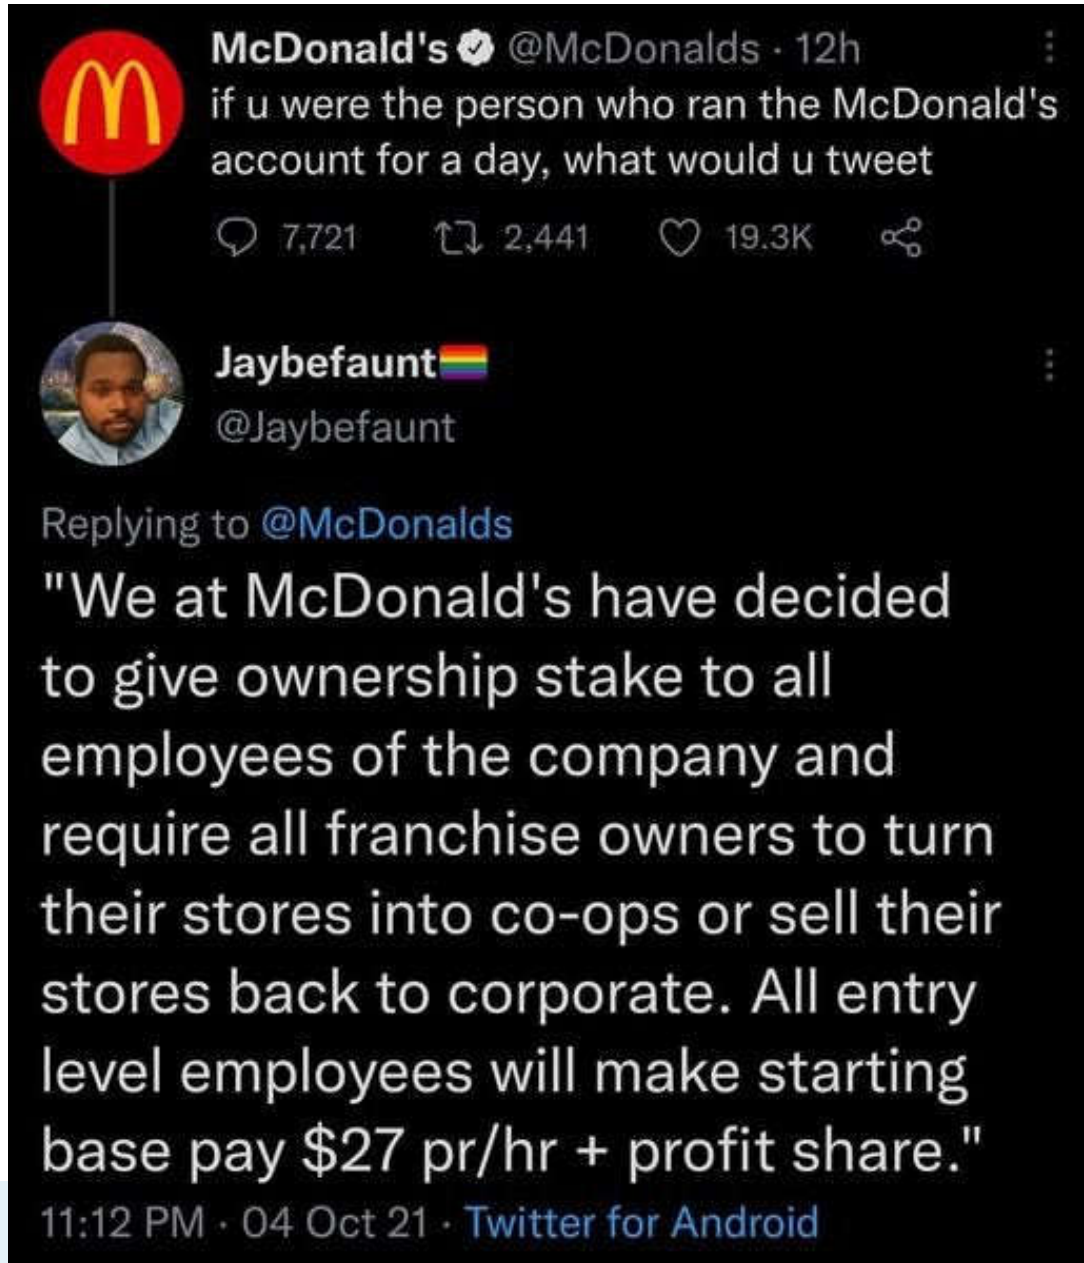 McDonald's @McDonalds · 12h
if u were the person who ran the McDonald's
account for a day, what would u tweet
7,721 2,441 19.3K
Jaybefaunt🏳️‍🌈
@Jaybefaunt
Replying to @McDonalds
"We at McDonald's have decided
to give ownership stake to all
employees of the company and
require all franchise owners to turn
their stores into co-ops or sell their
stores back to corporate. All entry
level employees will make starting
base pay $27 pr/hr + profit share."
11:12 PM · 04 Oct 21 · Twitter for Android